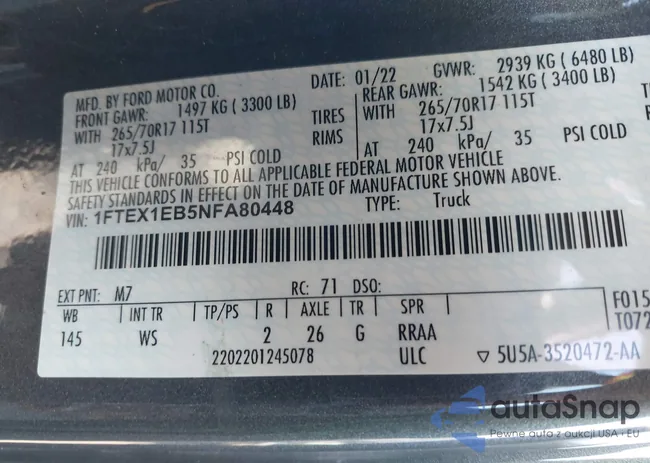 MFD. BY FORD MOTOR CO.
DATE: 01/22 GVWR: 2939 KG ( 6480 LB)
FRONT GAWR: 1497 KG ( 3300 LB)
REAR GAWR: 1542 KG ( 3400 LB)
WITH 265/70R17 115T TIRES 265/70R17 115T
17x7.5J RIMS 17x7.5J
AT 240 kPa/ 35 PSI COLD AT 240 kPa/ 35 PSI COLD
THIS VEHICLE CONFORMS TO ALL APPLICABLE FEDERAL MOTOR VEHICLE
SAFETY STANDARDS IN EFFECT ON THE DATE OF MANUFACTURE SHOWN ABOVE.
VIN: 1FTEX1EB5NFA80448 TYPE: Truck
EXT PNT: M7 RC: 71 DSO:
WB INT TR TP/PS R AXLE TR SPR
145 WS 2 26 G RRAA
2202201245078 ULC ▽ 5U5A-3520472-AA
F015
T072
autaSnap
Pewne auta z aukcji USA i EU